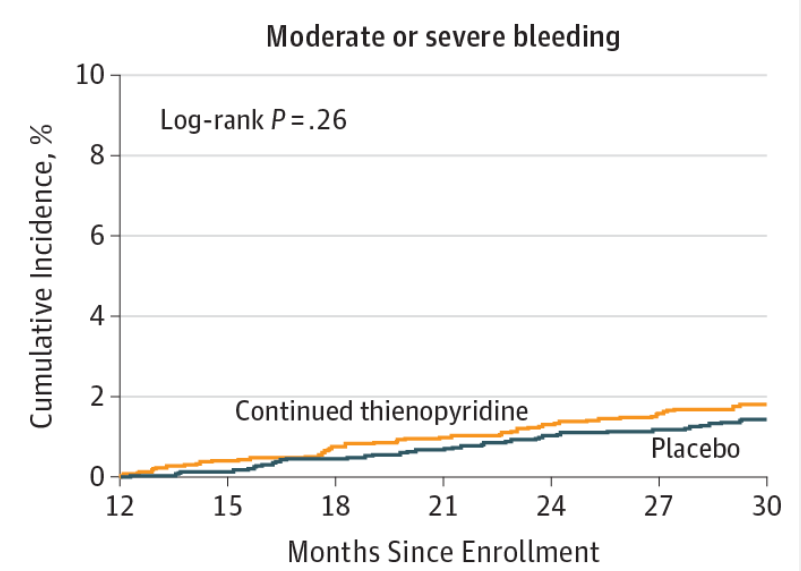 Moderate or severe bleeding
10
Log-rank P = .26
8
6
4
2
0
Cumulative Incidence, %
Continued thienopyridine
Placebo
12 15 18 21 24 27 30
Months Since Enrollment